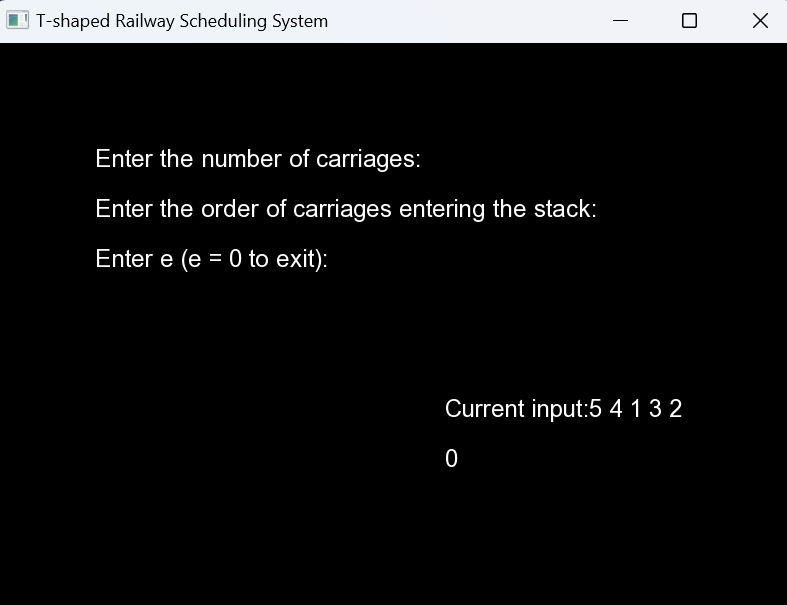 T-shaped Railway Scheduling System
Enter the number of carriages:
Enter the order of carriages entering the stack:
Enter e (e = 0 to exit):
Current input:5 4 1 3 2
0